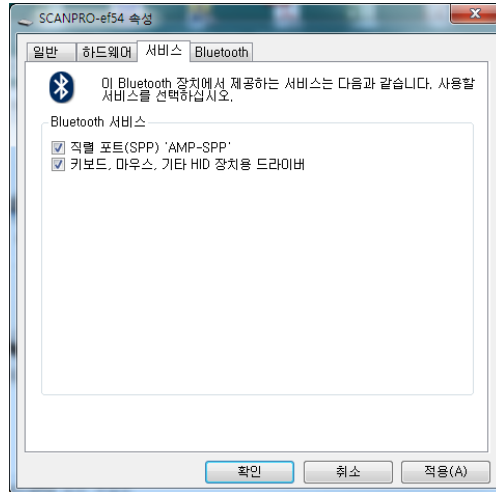 SCANPRO-ef54 속성
일반
하드웨어
서비스
Bluetooth
이 Bluetooth 장치에서 제공하는 서비스는 다음과 같습니다. 사용할
서비스를 선택하십시오.
Bluetooth 서비스
직렬 포트(SPP) 'AMP-SPP'
키보드, 마우스, 기타 HID 장치용 드라이버
확인
취소
적용(A)